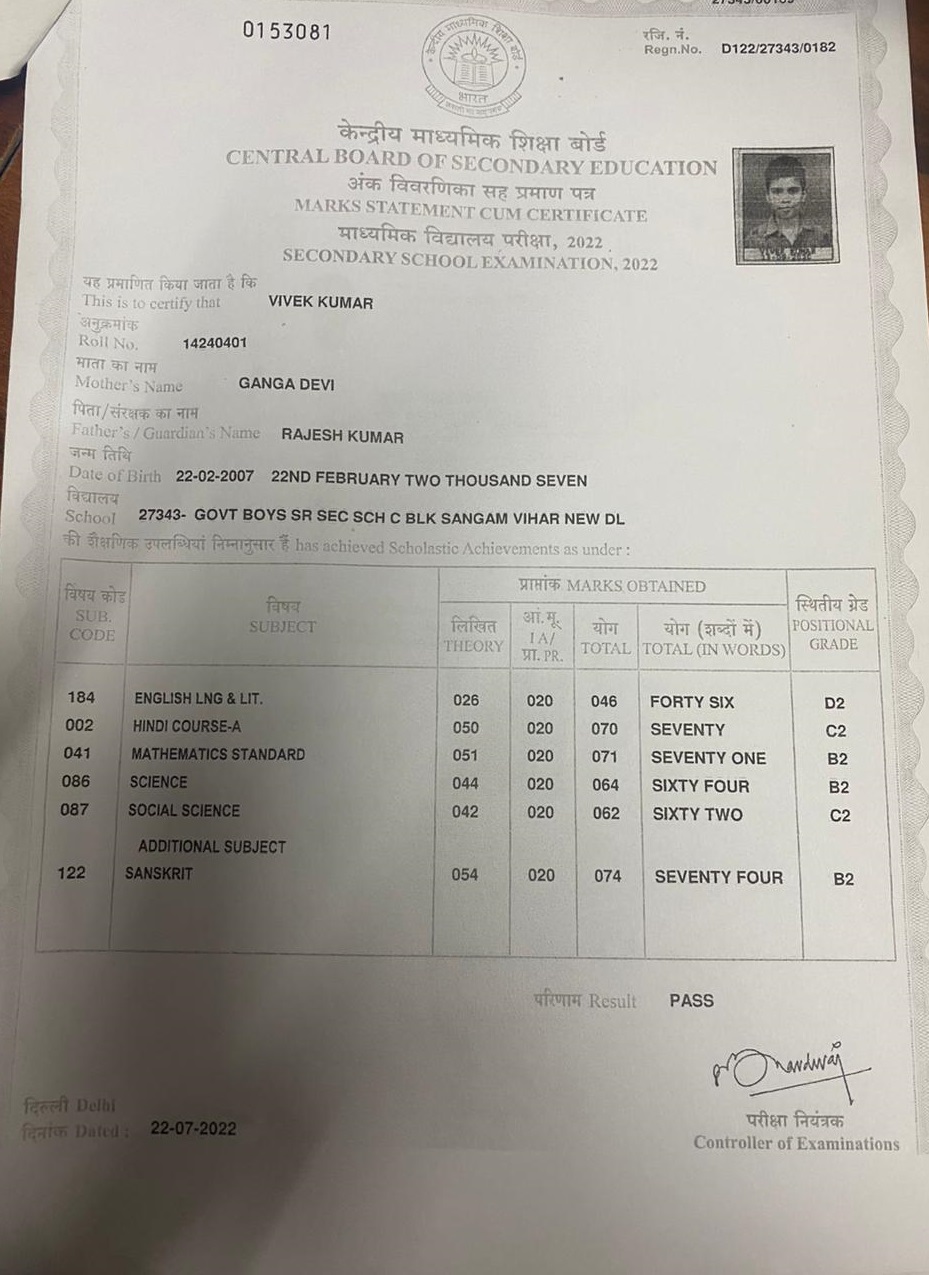 0153081
केन्द्रीय माध्यमिक शिक्षा बोर्ड
भारत
रजि. नं.
Regn.No. D122/27343/0182
केन्द्रीय माध्यमिक शिक्षा बोर्ड
CENTRAL BOARD OF SECONDARY EDUCATION
अंक विवरणिका सह प्रमाण पत्र
MARKS STATEMENT CUM CERTIFICATE
माध्यमिक विद्यालय परीक्षा, 2022
SECONDARY SCHOOL EXAMINATION, 2022
VIVEK KUMAR
यह प्रमाणित किया जाता है कि
This is to certify that VIVEK KUMAR
अनुक्रमांक
Roll No. 14240401
माता का नाम
Mother's Name GANGA DEVI
पिता/संरक्षक का नाम
Father's / Guardian's Name RAJESH KUMAR
जन्म तिथि
Date of Birth 22-02-2007 22ND FEBRUARY TWO THOUSAND SEVEN
विद्यालय
School 27343- GOVT BOYS SR SEC SCH C BLK SANGAM VIHAR NEW DL
की शैक्षणिक उपलब्धियां निम्नानुसार हैं has achieved Scholastic Achievements as under :
विषय कोड
SUB.
CODE
विषय
SUBJECT
प्राप्तांक MARKS OBTAINED
लिखित
THEORY
आं.मू.
IA/
प्रा. PR.
योग
TOTAL
योग (शब्दों में)
TOTAL (IN WORDS)
स्थितीय ग्रेड
POSITIONAL
GRADE
184 ENGLISH LNG & LIT. 026 020 046 FORTY SIX D2
002 HINDI COURSE-A 050 020 070 SEVENTY C2
041 MATHEMATICS STANDARD 051 020 071 SEVENTY ONE B2
086 SCIENCE 044 020 064 SIXTY FOUR B2
087 SOCIAL SCIENCE 042 020 062 SIXTY TWO C2
ADDITIONAL SUBJECT
122 SANSKRIT 054 020 074 SEVENTY FOUR B2
परिणाम Result PASS
दिल्ली Delhi
दिनांक Dated : 22-07-2022
परीक्षा नियंत्रक
Controller of Examinations